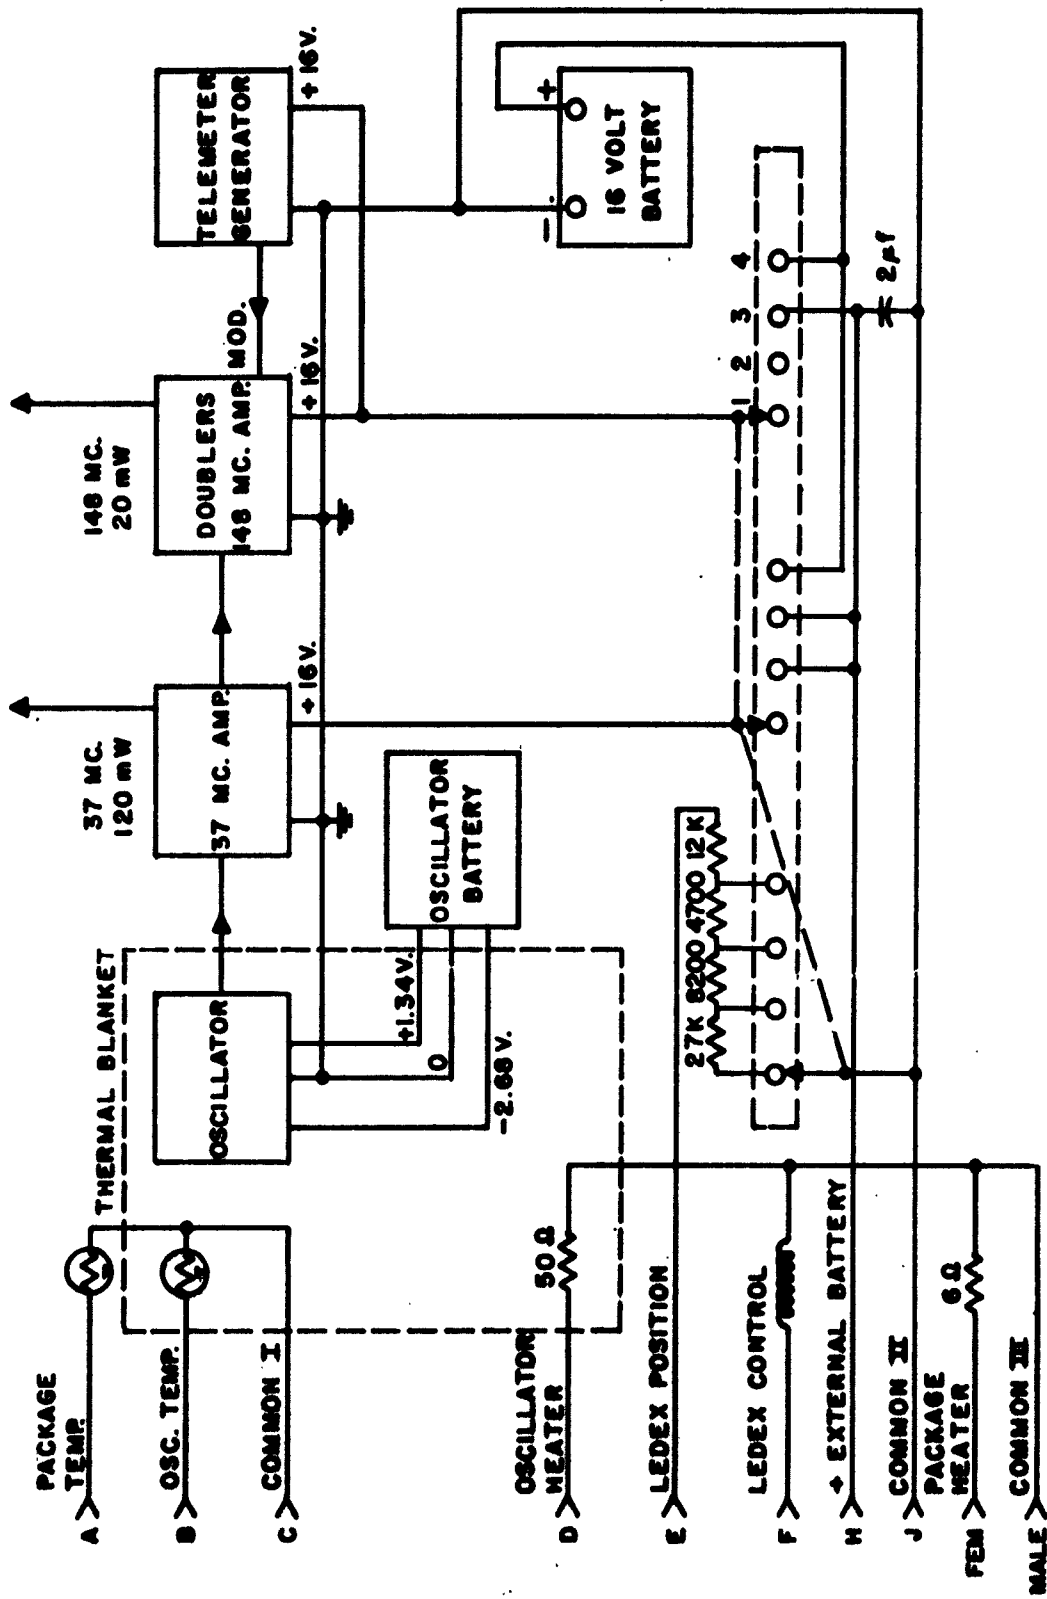 PACKAGE
TEMP.
A
OSC. TEMP.
B
COMMON I
C
THERMAL BLANKET
OSCILLATOR
37 MC.
120 mW
37 MC. AMP.
148 MC.
20 mW
DOUBLERS
148 MC. AMP. MOD.
TELEMETER
GENERATOR
+ 16V.
+ 16V.
+ 16V.
+1.34V.
0
-2.68 V.
OSCILLATOR
BATTERY
- +
16 VOLT
BATTERY
OSCILLATOR
HEATER
D
50 Ω
LEDEX POSITION
E
27K 8200 4700 12K
1 2 3 4
LEDEX CONTROL
F
+ EXTERNAL BATTERY
H
2µf
COMMON II
J
PACKAGE
HEATER
FEM
6 Ω
COMMON III
MALE